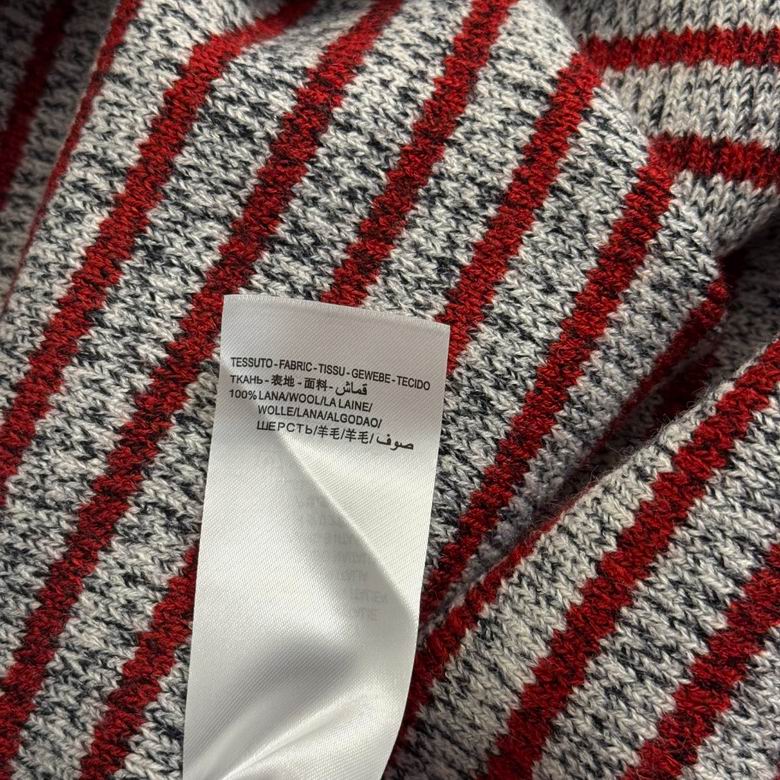 TESSUTO - FABRIC - TISSU - GEWEBE - TECIDO
ТКАНЬ - 表地 - 面料 - قماش
100% LANA/WOOL/LA LAINE/
WOLLE/LANA/ALGODAO/
ШЕРСТЬ/羊毛/羊毛/ صوف